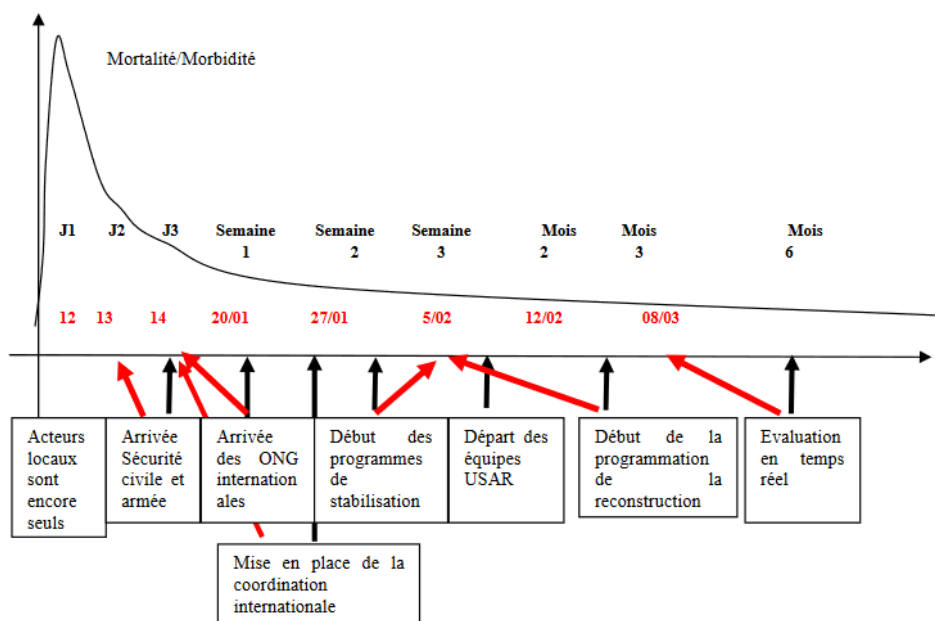 Mortalité/Morbidité
J1 J2 J3 Semaine 1 Semaine 2 Semaine 3 Mois 2 Mois 3 Mois 6
12 13 14 20/01 27/01 5/02 12/02 08/03
Acteurs
locaux
sont
encore
seuls
Arrivée
Sécurité
civile et
armée
Arrivée
des ONG
internation
ales
Début des
programmes
de
stabilisation
Départ des
équipes
USAR
Début de la
programmation
de la
reconstruction
Evaluation
en temps
réel
Mise en place de la
coordination
internationale